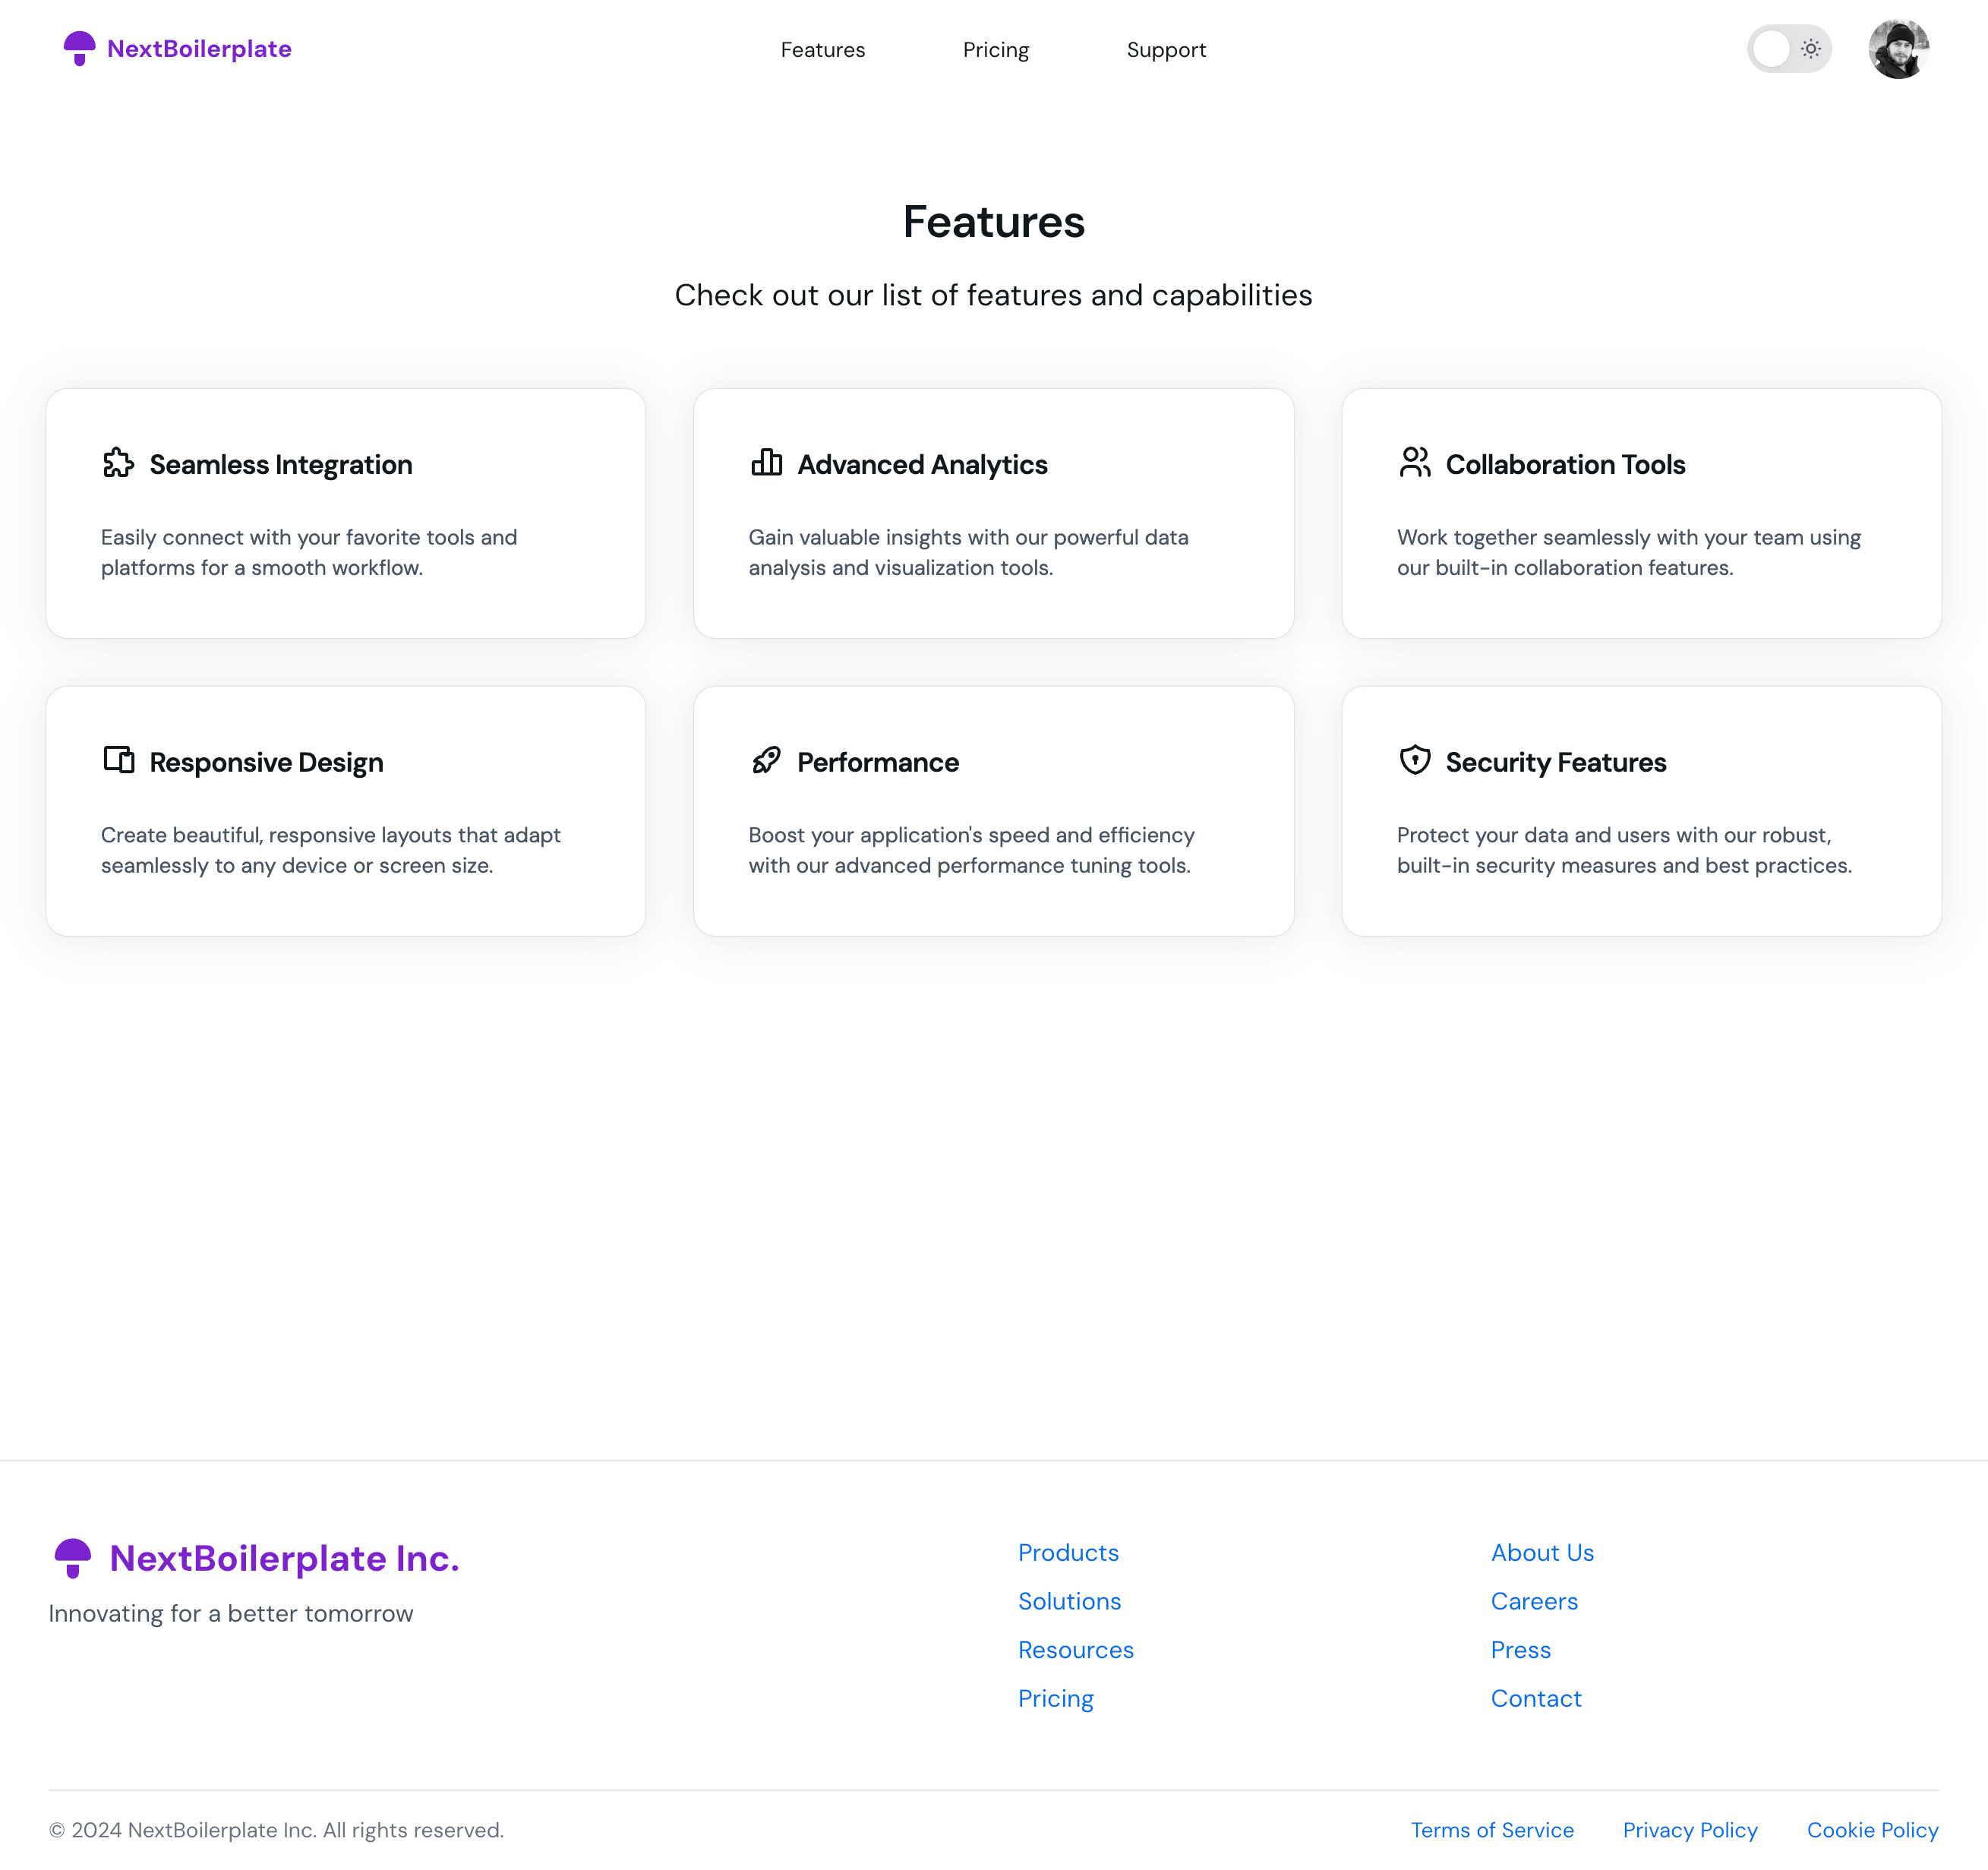 NextBoilerplate
Features
Pricing
Support
Features
Check out our list of features and capabilities
Seamless Integration
Easily connect with your favorite tools and
platforms for a smooth workflow.
Advanced Analytics
Gain valuable insights with our powerful data
analysis and visualization tools.
Collaboration Tools
Work together seamlessly with your team using
our built-in collaboration features.
Responsive Design
Create beautiful, responsive layouts that adapt
seamlessly to any device or screen size.
Performance
Boost your application's speed and efficiency
with our advanced performance tuning tools.
Security Features
Protect your data and users with our robust,
built-in security measures and best practices.
NextBoilerplate Inc.
Innovating for a better tomorrow
Products
Solutions
Resources
Pricing
About Us
Careers
Press
Contact
© 2024 NextBoilerplate Inc. All rights reserved.
Terms of Service
Privacy Policy
Cookie Policy